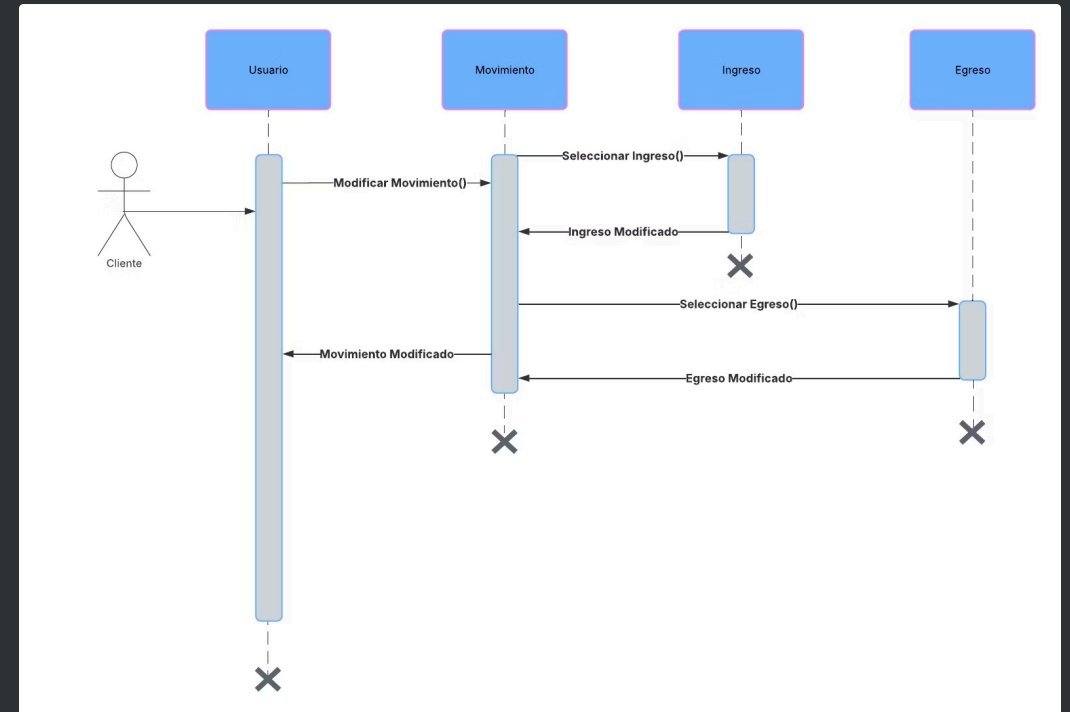 Usuario
Movimiento
Ingreso
Egreso
Seleccionar Ingreso()
Modificar Movimiento()
Ingreso Modificado
Cliente
Seleccionar Egreso()
Movimiento Modificado
Egreso Modificado